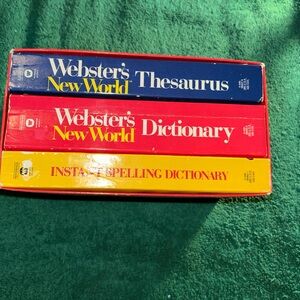 Webster's
New World Thesaurus
Webster's
New World Dictionary
INSTANT SPELLING DICTIONARY